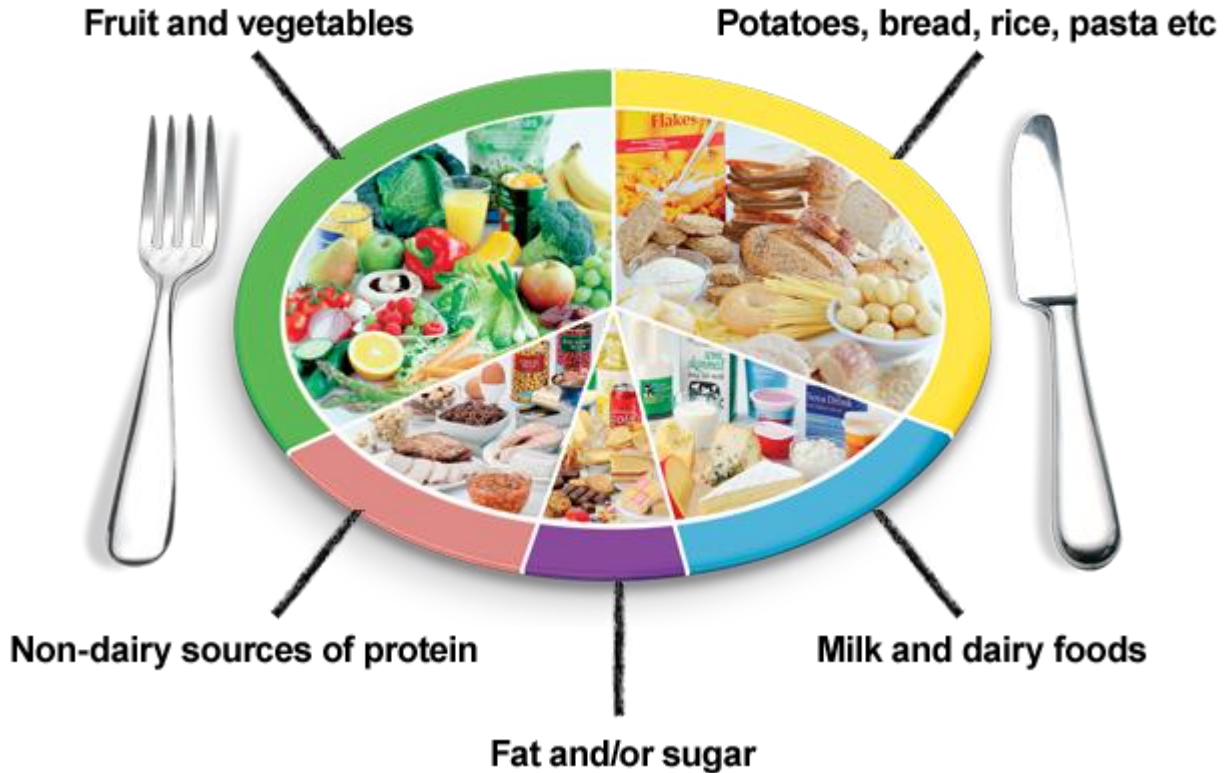 Fruit and vegetables
Potatoes, bread, rice, pasta etc
Flakes
Non-dairy sources of protein
Milk and dairy foods
Fat and/or sugar